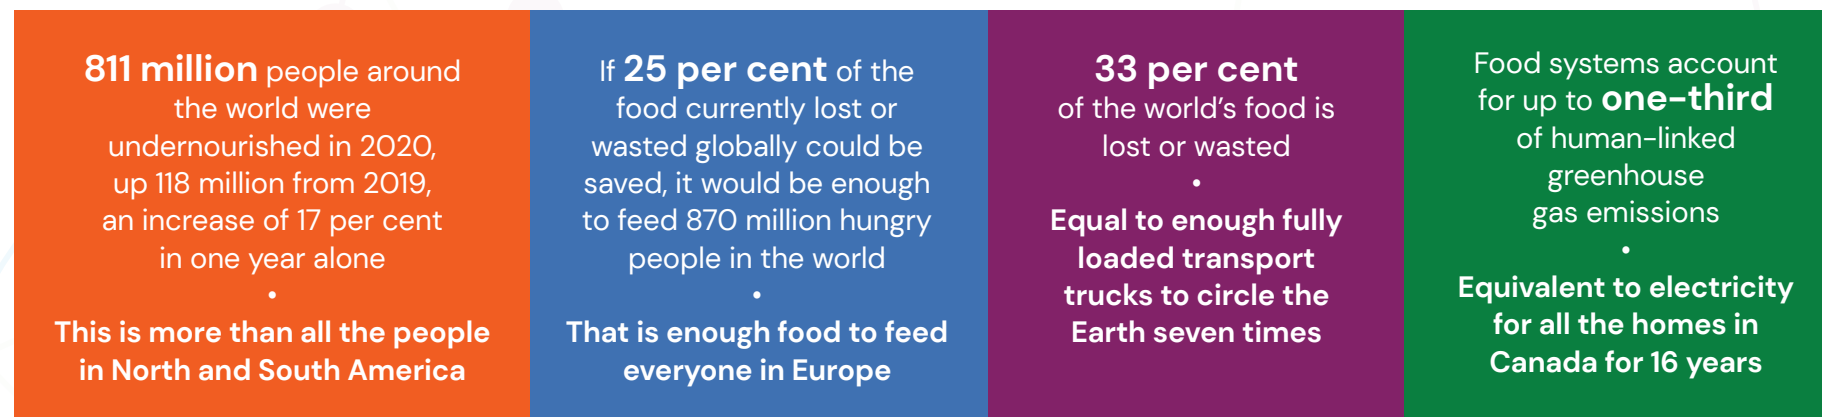 811 million people around
the world were
undernourished in 2020,
up 118 million from 2019,
an increase of 17 per cent
in one year alone
•
This is more than all the people
in North and South America
If 25 per cent of the
food currently lost or
wasted globally could be
saved, it would be enough
to feed 870 million hungry
people in the world
•
That is enough food to feed
everyone in Europe
33 per cent
of the world's food is
lost or wasted
•
Equal to enough fully
loaded transport
trucks to circle the
Earth seven times
Food systems account
for up to one-third
of human-linked
greenhouse
gas emissions
•
Equivalent to electricity
for all the homes in
Canada for 16 years